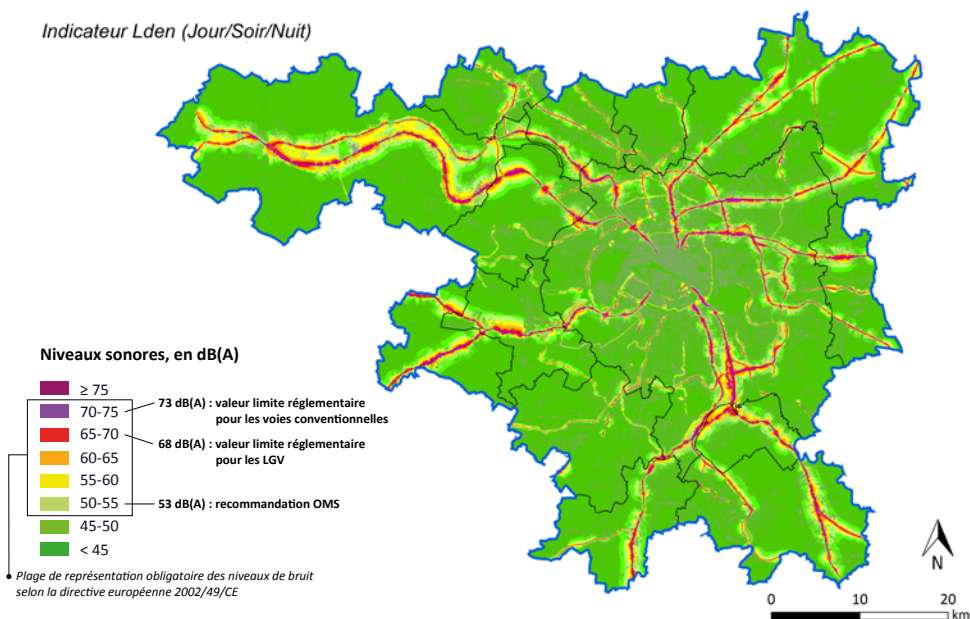 Indicateur Lden (Jour/Soir/Nuit)
Niveaux sonores, en dB(A)
≥ 75
70-75
65-70
60-65
55-60
50-55
45-50
< 45
73 dB(A) : valeur limite réglementaire
pour les voies conventionnelles
68 dB(A) : valeur limite réglementaire
pour les LGV
53 dB(A) : recommandation OMS
Plage de représentation obligatoire des niveaux de bruit
selon la directive européenne 2002/49/CE
N
0 10 20
km